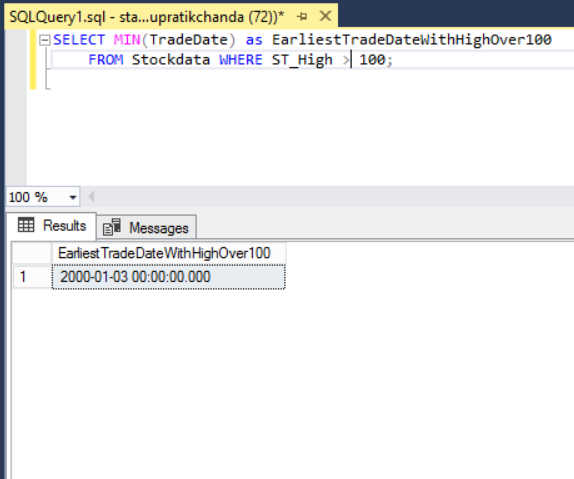 SQLQuery1.sql - sta...upratikchanda (72))*
SELECT MIN(TradeDate) as EarliestTradeDateWithHighOver100
FROM Stockdata WHERE ST_High > 100;
100 %
Results Messages
EarliestTradeDateWithHighOver100
1 2000-01-03 00:00:00.000